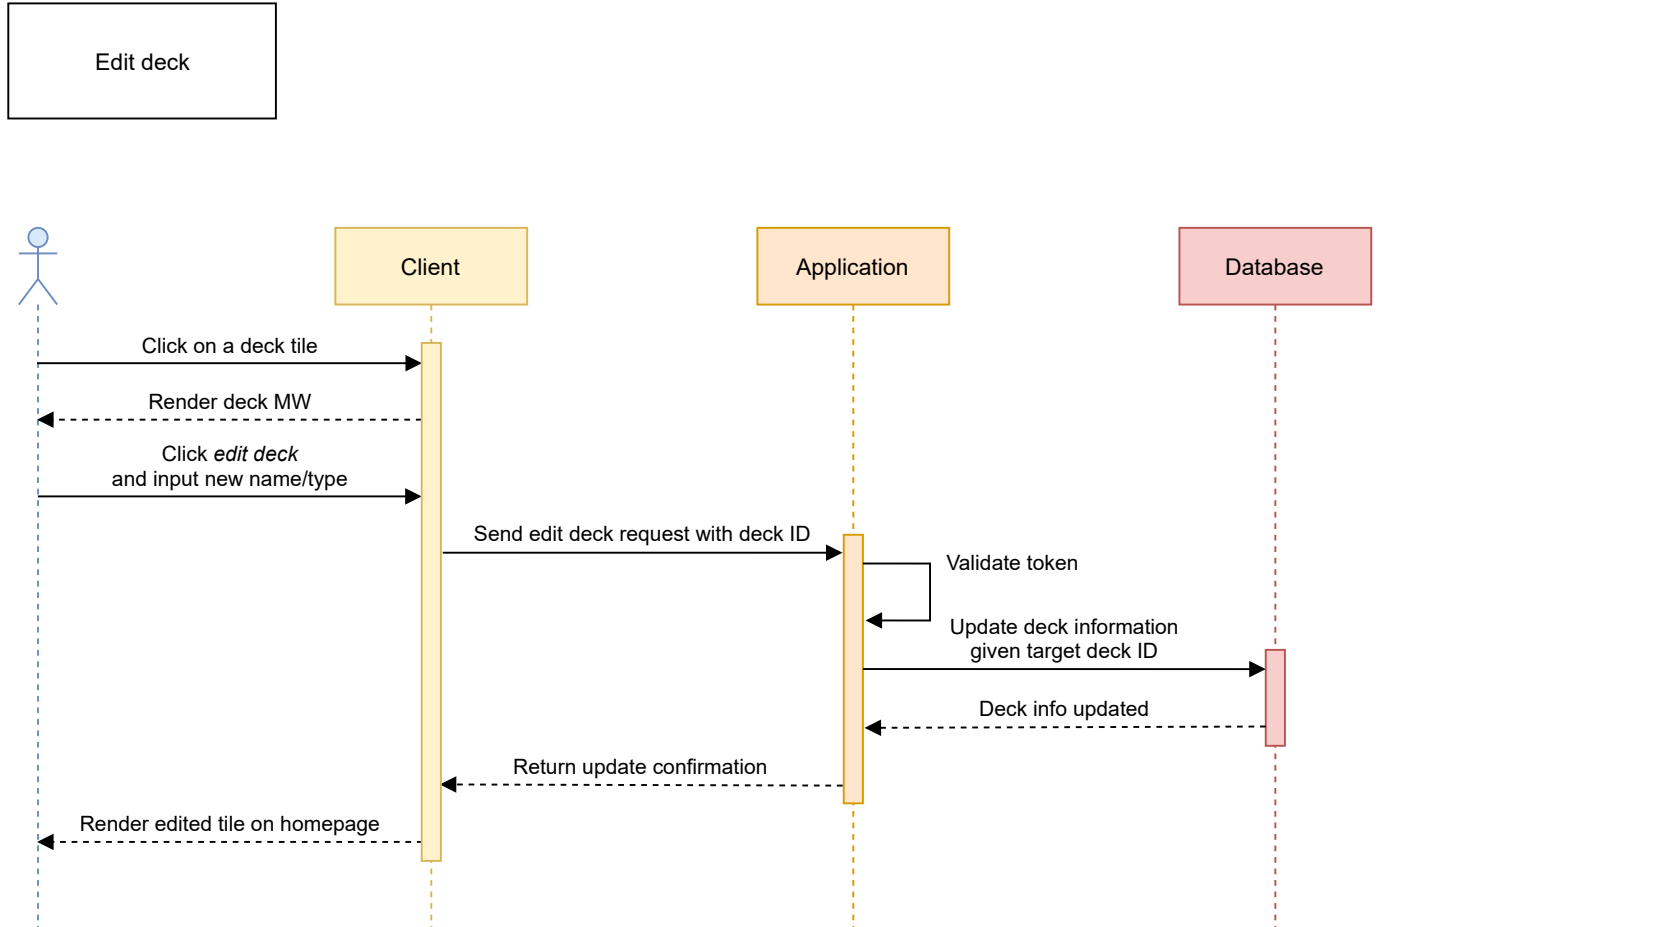 Edit deck
Client
Application
Database
Click on a deck tile
Render deck MW
Click edit deck
and input new name/type
Send edit deck request with deck ID
Validate token
Update deck information
given target deck ID
Deck info updated
Return update confirmation
Render edited tile on homepage